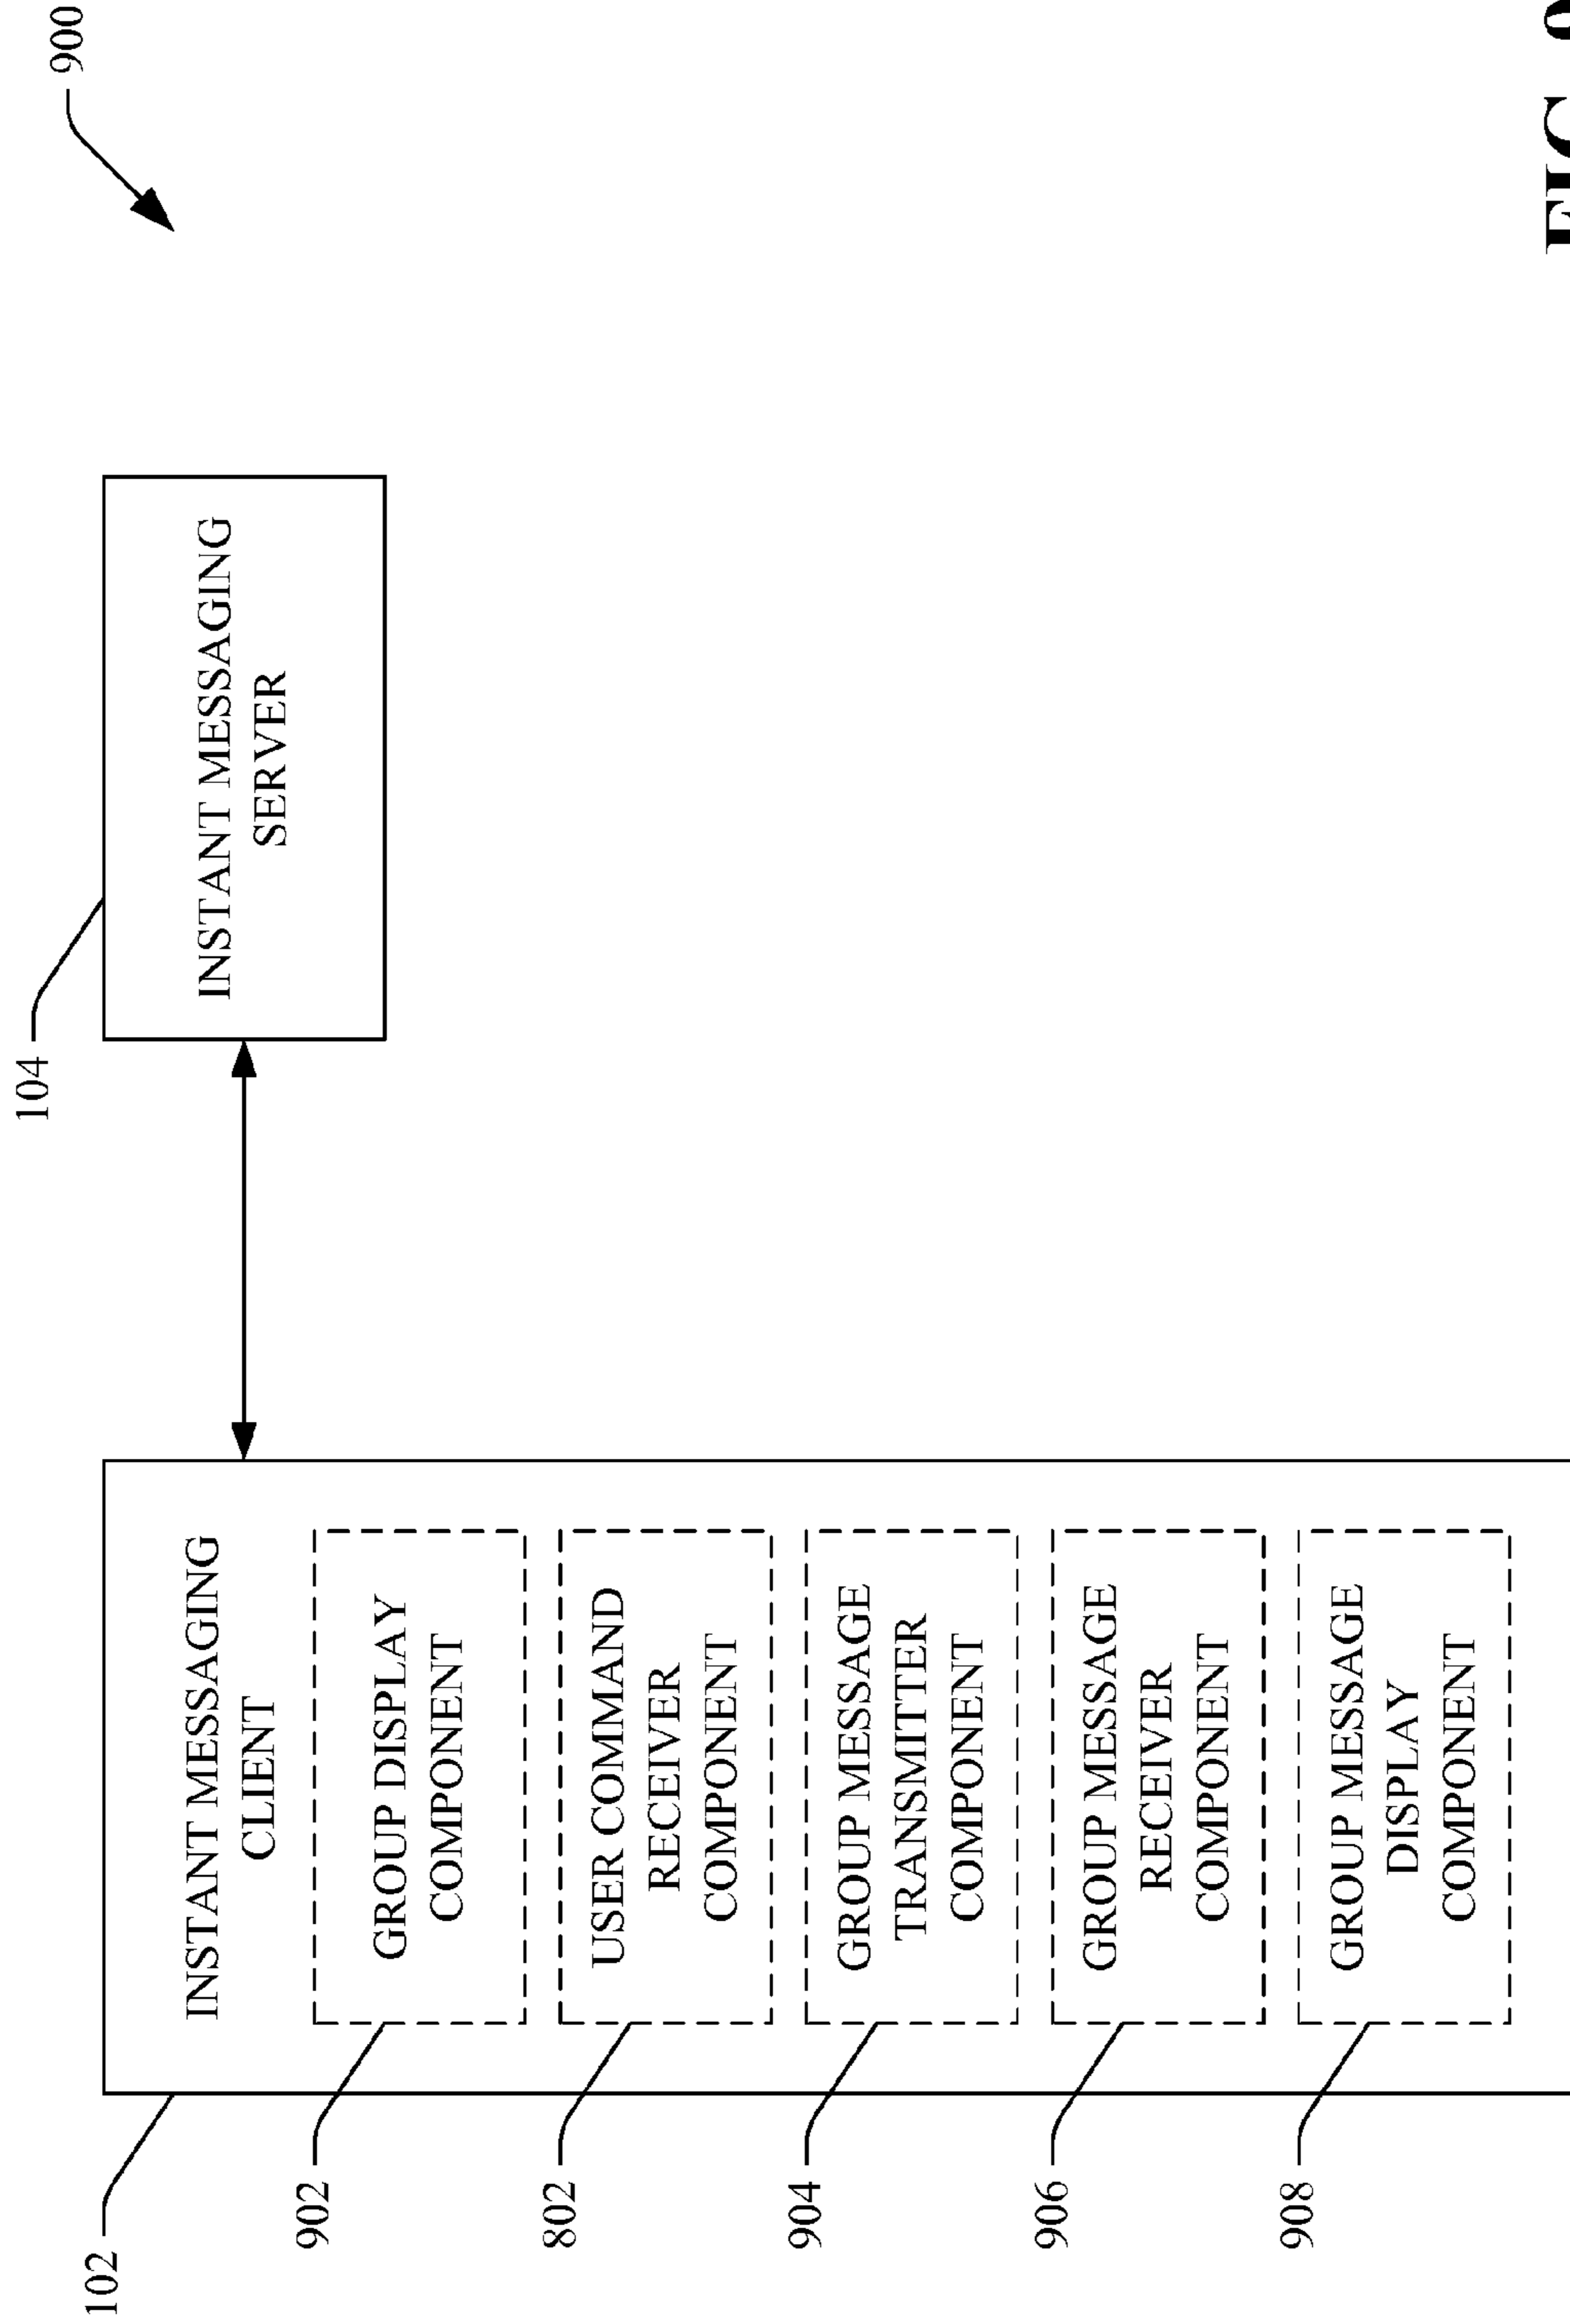 900
104
INSTANT MESSAGING
SERVER
102
INSTANT MESSAGING
CLIENT
902
GROUP DISPLAY
COMPONENT
802
USER COMMAND
RECEIVER
COMPONENT
904
GROUP MESSAGE
TRANSMITTER
COMPONENT
906
GROUP MESSAGE
RECEIVER
COMPONENT
908
GROUP MESSAGE
DISPLAY
COMPONENT
FIG. 9